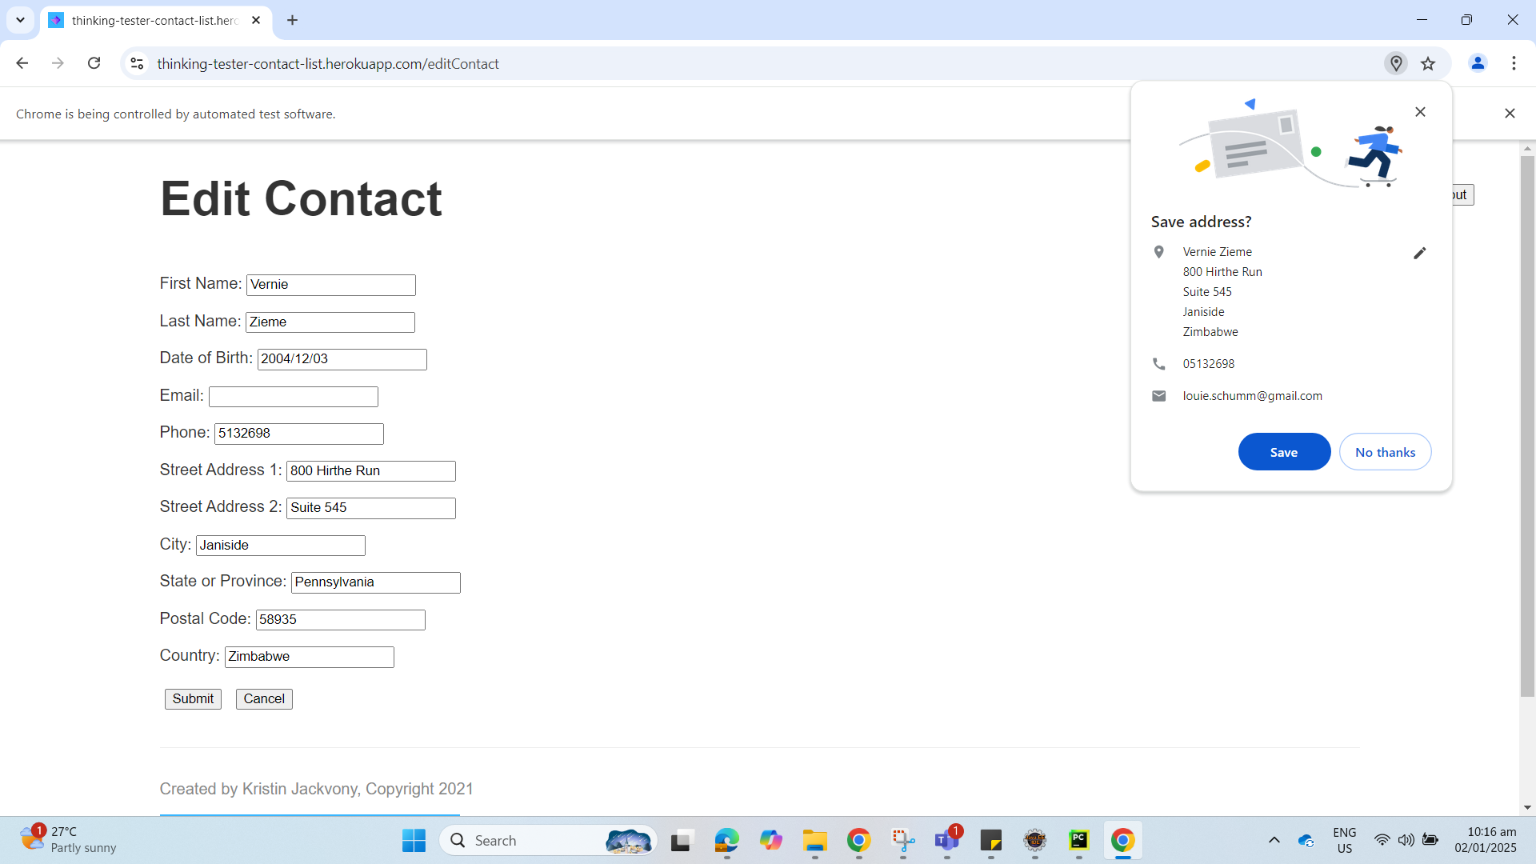 thinking-tester-contact-list.herc
thinking-tester-contact-list.herokuapp.com/editContact
Chrome is being controlled by automated test software.
Edit Contact
out
First Name: Vernie
Last Name: Zieme
Date of Birth: 2004/12/03
Email:
Phone: 5132698
Street Address 1: 800 Hirthe Run
Street Address 2: Suite 545
City: Janiside
State or Province: Pennsylvania
Postal Code: 58935
Country: Zimbabwe
Submit Cancel
Created by Kristin Jackvony, Copyright 2021
Save address?
Vernie Zieme
800 Hirthe Run
Suite 545
Janiside
Zimbabwe
05132698
louie.schumm@gmail.com
Save No thanks
1
27°C
Partly sunny
Search
1
PC
ENG
US
10:16 am
02/01/2025